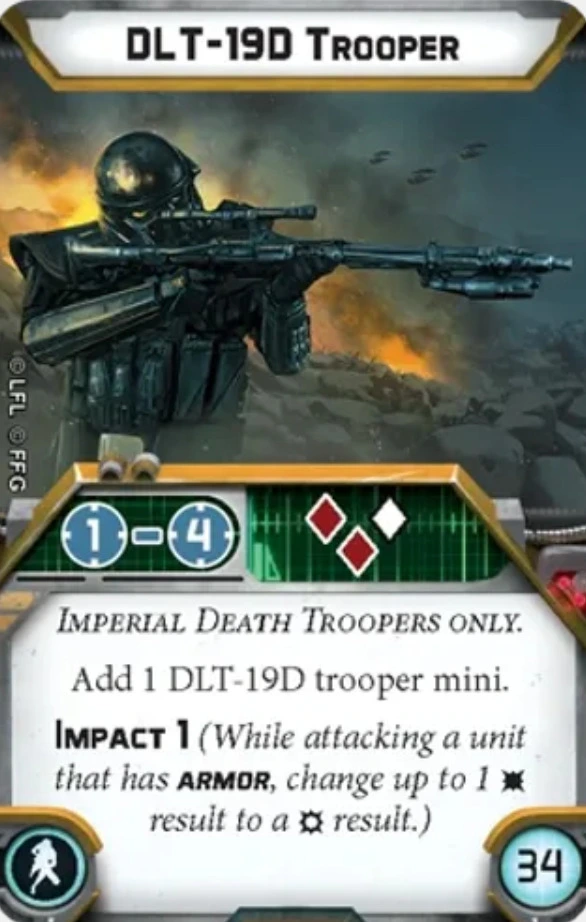 DLT-19D Trooper
© LFL © FFG
1 - 4
Imperial Death Troopers only.
Add 1 DLT-19D trooper mini.
Impact 1 (While attacking a unit
that has ARMOR, change up to 1
result to a result.)
34